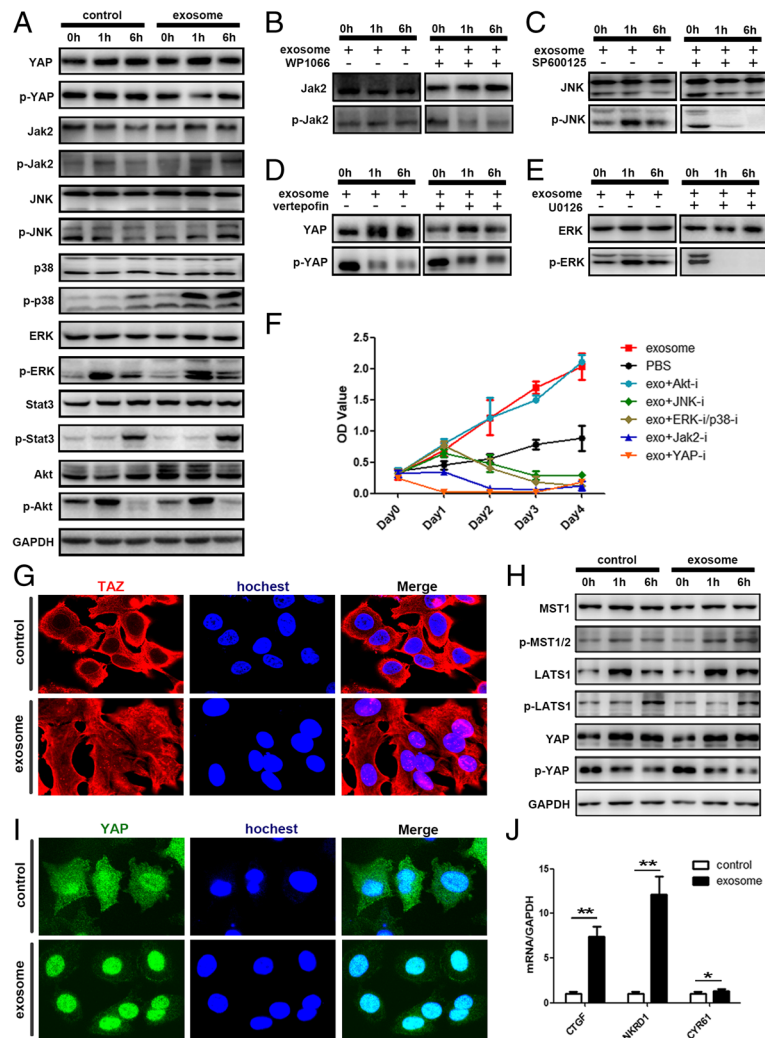 A
control exosome
0h 1h 6h 0h 1h 6h
YAP
p-YAP
Jak2
p-Jak2
JNK
p-JNK
p38
p-p38
ERK
p-ERK
Stat3
p-Stat3
Akt
p-Akt
GAPDH
B
0h 1h 6h 0h 1h 6h
exosome + + + + + +
WP1066 - - - + + +
Jak2
p-Jak2
C
0h 1h 6h 0h 1h 6h
exosome + + + + + +
SP600125 - - - + + +
JNK
p-JNK
D
0h 1h 6h 0h 1h 6h
exosome + + + + + +
vertepofin - - - + + +
YAP
p-YAP
E
0h 1h 6h 0h 1h 6h
exosome + + + + + +
U0126 - - - + + +
ERK
p-ERK
F
OD Value
2.5
2.0
1.5
1.0
0.5
0.0
Day0 Day1 Day2 Day3 Day4
exosome
PBS
exo+Akt-i
exo+JNK-i
exo+ERK-i/p38-i
exo+Jak2-i
exo+YAP-i
G
TAZ hochest Merge
control
exosome
H
control exosome
0h 1h 6h 0h 1h 6h
MST1
p-MST1/2
LATS1
p-LATS1
YAP
p-YAP
GAPDH
I
YAP hochest Merge
control
exosome
J
mRNA/GAPDH
15
10
5
0
control
exosome
** ** *
CTGF NKRD1 CYR61